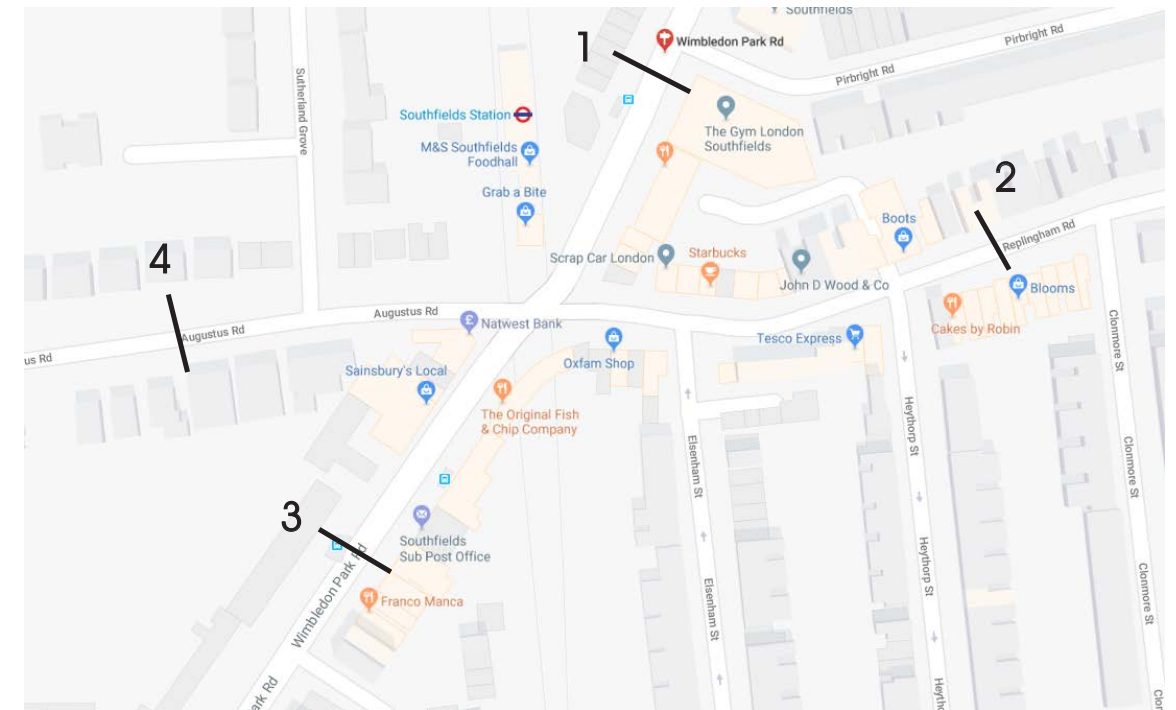 Southfields
1
Wimbledon Park Rd
Pirbright Rd
Pirbright Rd
Sutherland Grove
Southfields Station
The Gym London
Southfields
M&S Southfields
Foodhall
Grab a Bite
2
Boots
Replingham Rd
4
Scrap Car London
Starbucks
John D Wood & Co
Blooms
Cakes by Robin
Augustus Rd
Augustus Rd
us Rd
£
Natwest Bank
Tesco Express
Oxfam Shop
Sainsbury's Local
Clonmore St
The Original Fish
& Chip Company
Heythorp St
Elsenham St
Clonmore St
3
Southfields
Sub Post Office
Heythorp St
Wimbledon Park Rd
Franco Manca
Elsenham St
Clonmore St
ark Rd
Heyth
Clor